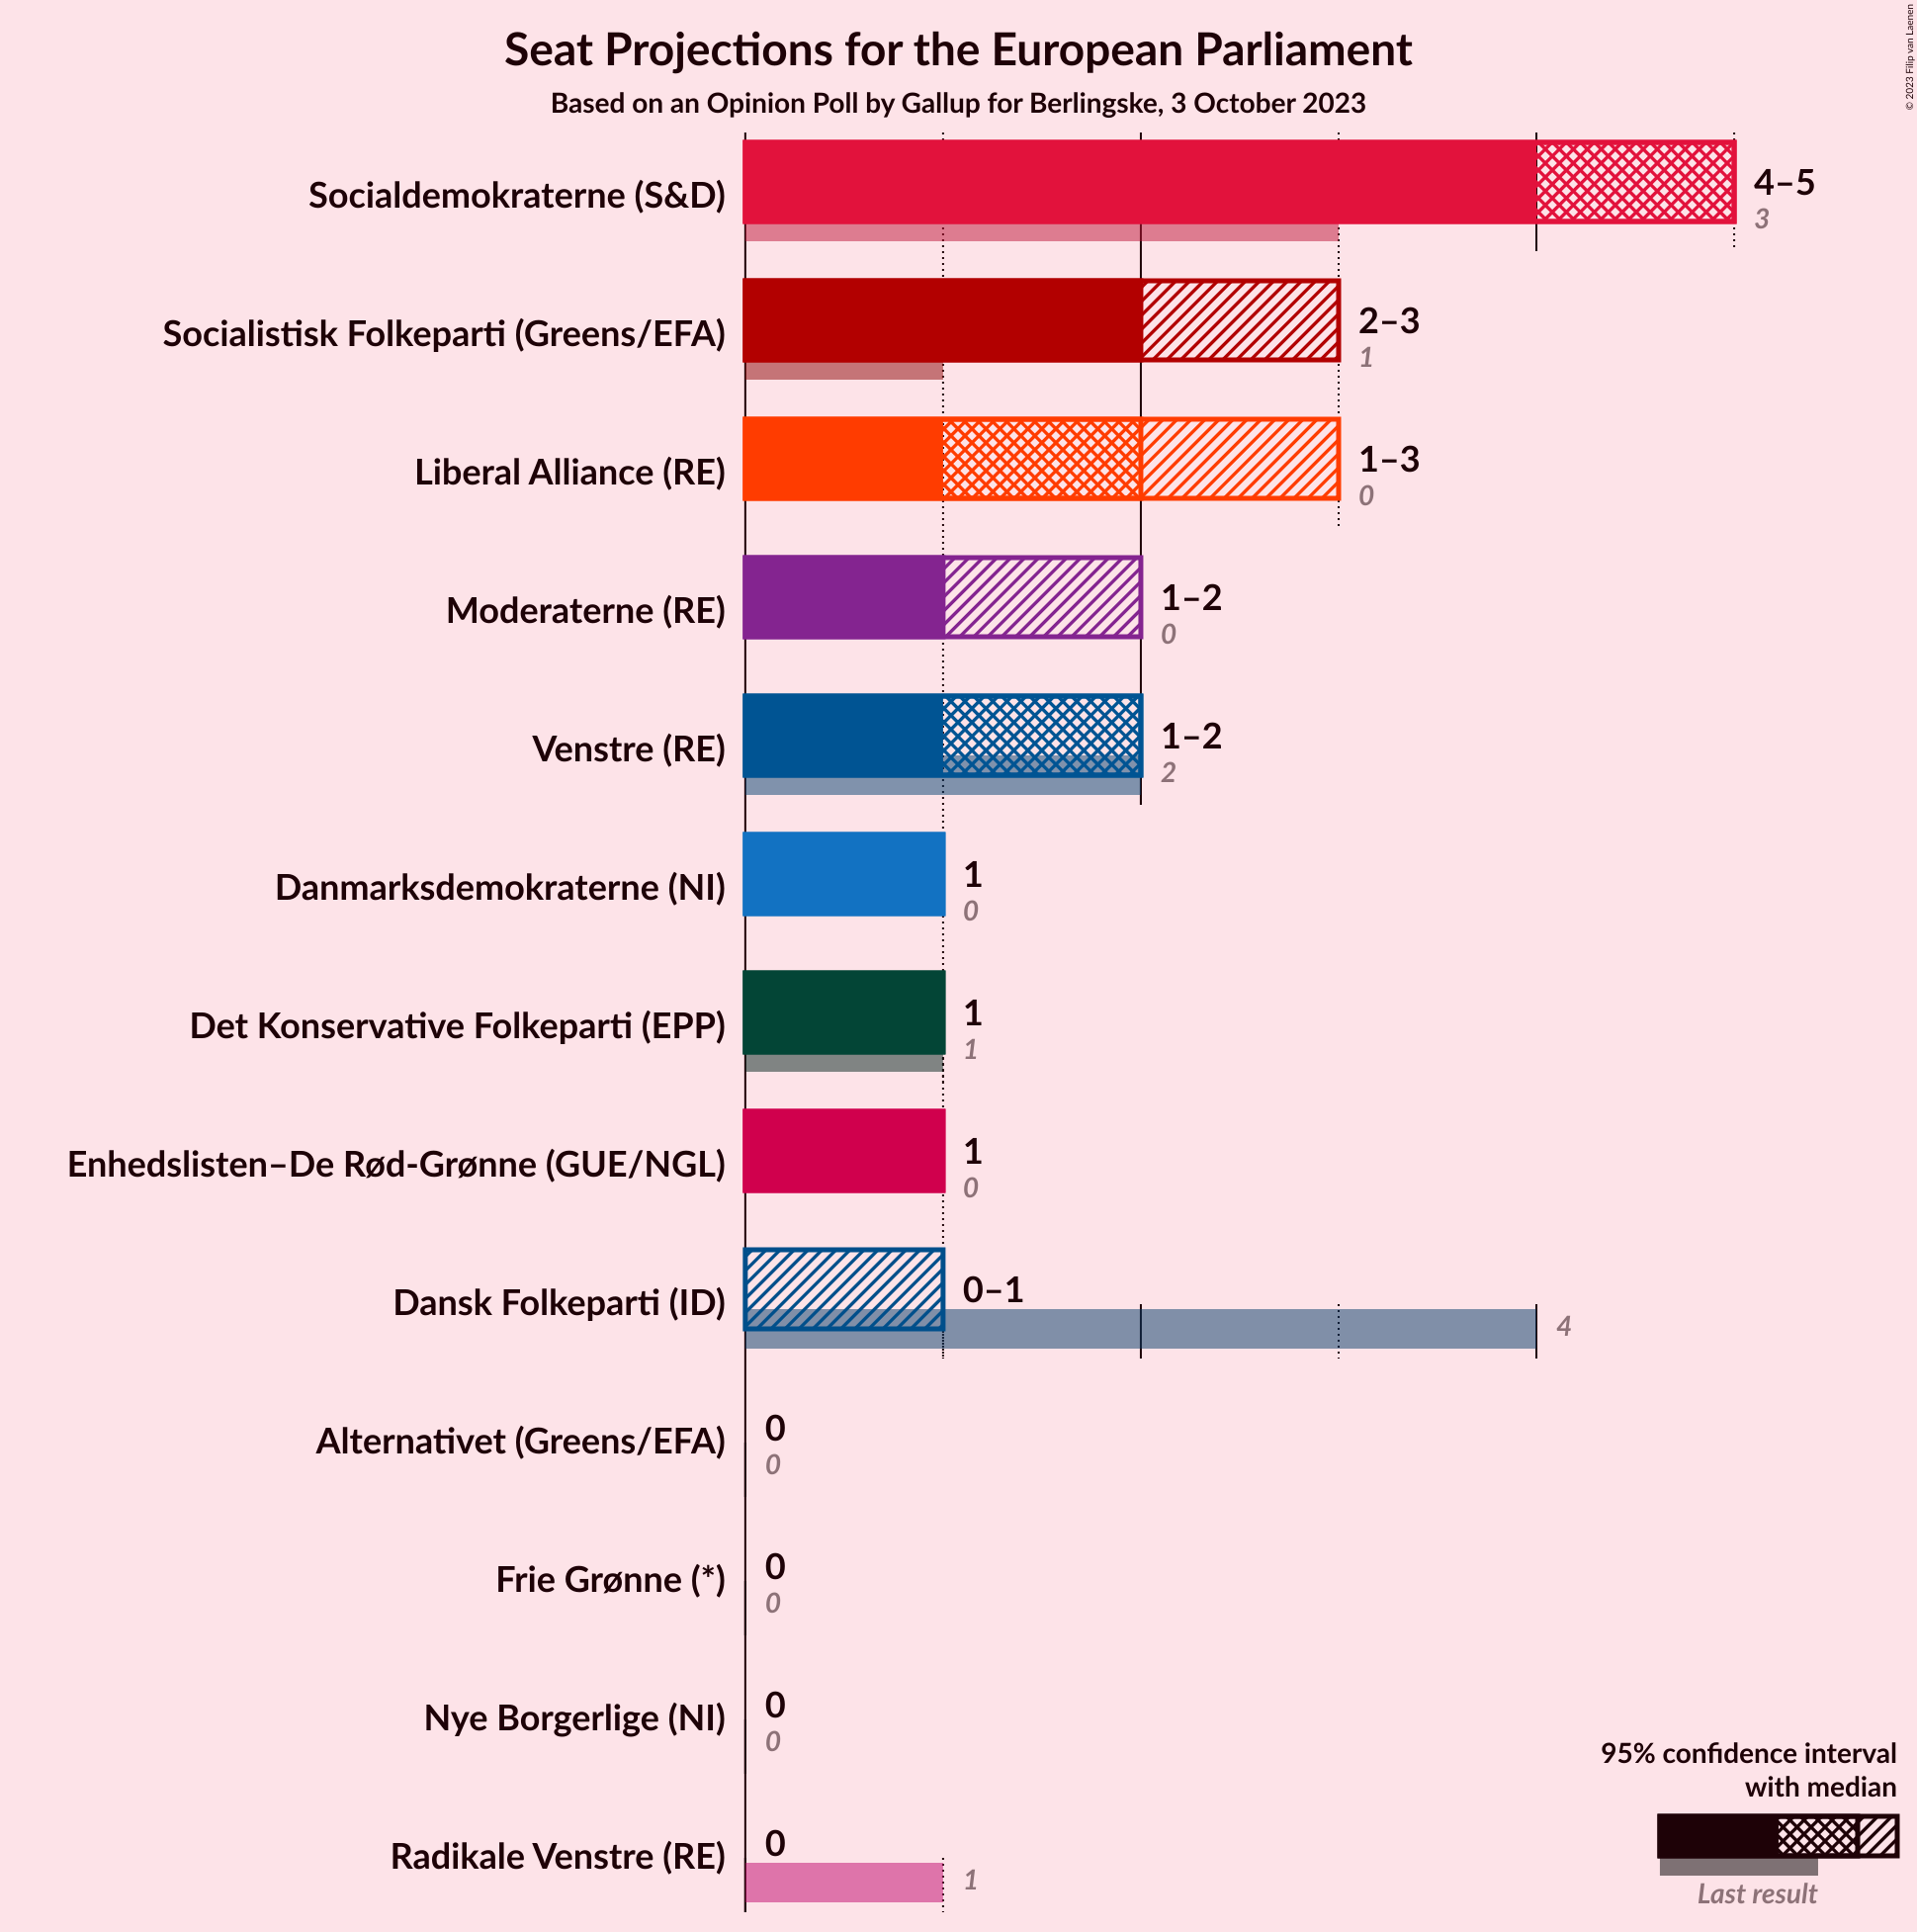 Seat Projections for the European Parliament
Based on an Opinion Poll by Gallup for Berlingske, 3 October 2023
© 2023 Filip van Laenen
Socialdemokraterne (S&D)
4–5
3
Socialistisk Folkeparti (Greens/EFA)
2–3
1
Liberal Alliance (RE)
1–3
0
Moderaterne (RE)
1–2
0
Venstre (RE)
1–2
2
Danmarksdemokraterne (NI)
1
0
Det Konservative Folkeparti (EPP)
1
1
Enhedslisten–De Rød-Grønne (GUE/NGL)
1
0
Dansk Folkeparti (ID)
0–1
4
Alternativet (Greens/EFA)
0
0
Frie Grønne (*)
0
0
Nye Borgerlige (NI)
0
0
Radikale Venstre (RE)
0
1
95% confidence interval
with median
Last result